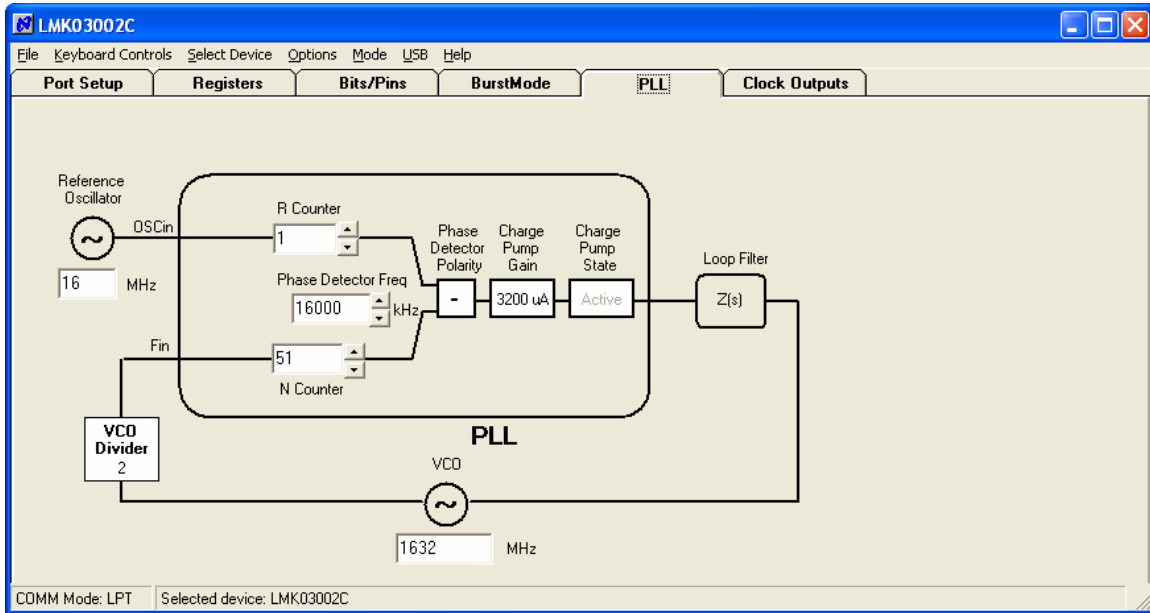 LMK03002C
File Keyboard Controls Select Device Options Mode USB Help
Port Setup Registers Bits/Pins BurstMode PLL Clock Outputs
Reference
Oscillator
OSCin
16 MHz
R Counter
1
Phase Detector Freq
16000 kHz
Fin
51
N Counter
Phase
Detector
Polarity
-
Charge
Pump
Gain
3200 uA
Charge
Pump
State
Active
Loop Filter
Z(s)
PLL
VCO
Divider
2
VCO
1632 MHz
COMM Mode: LPT Selected device: LMK03002C